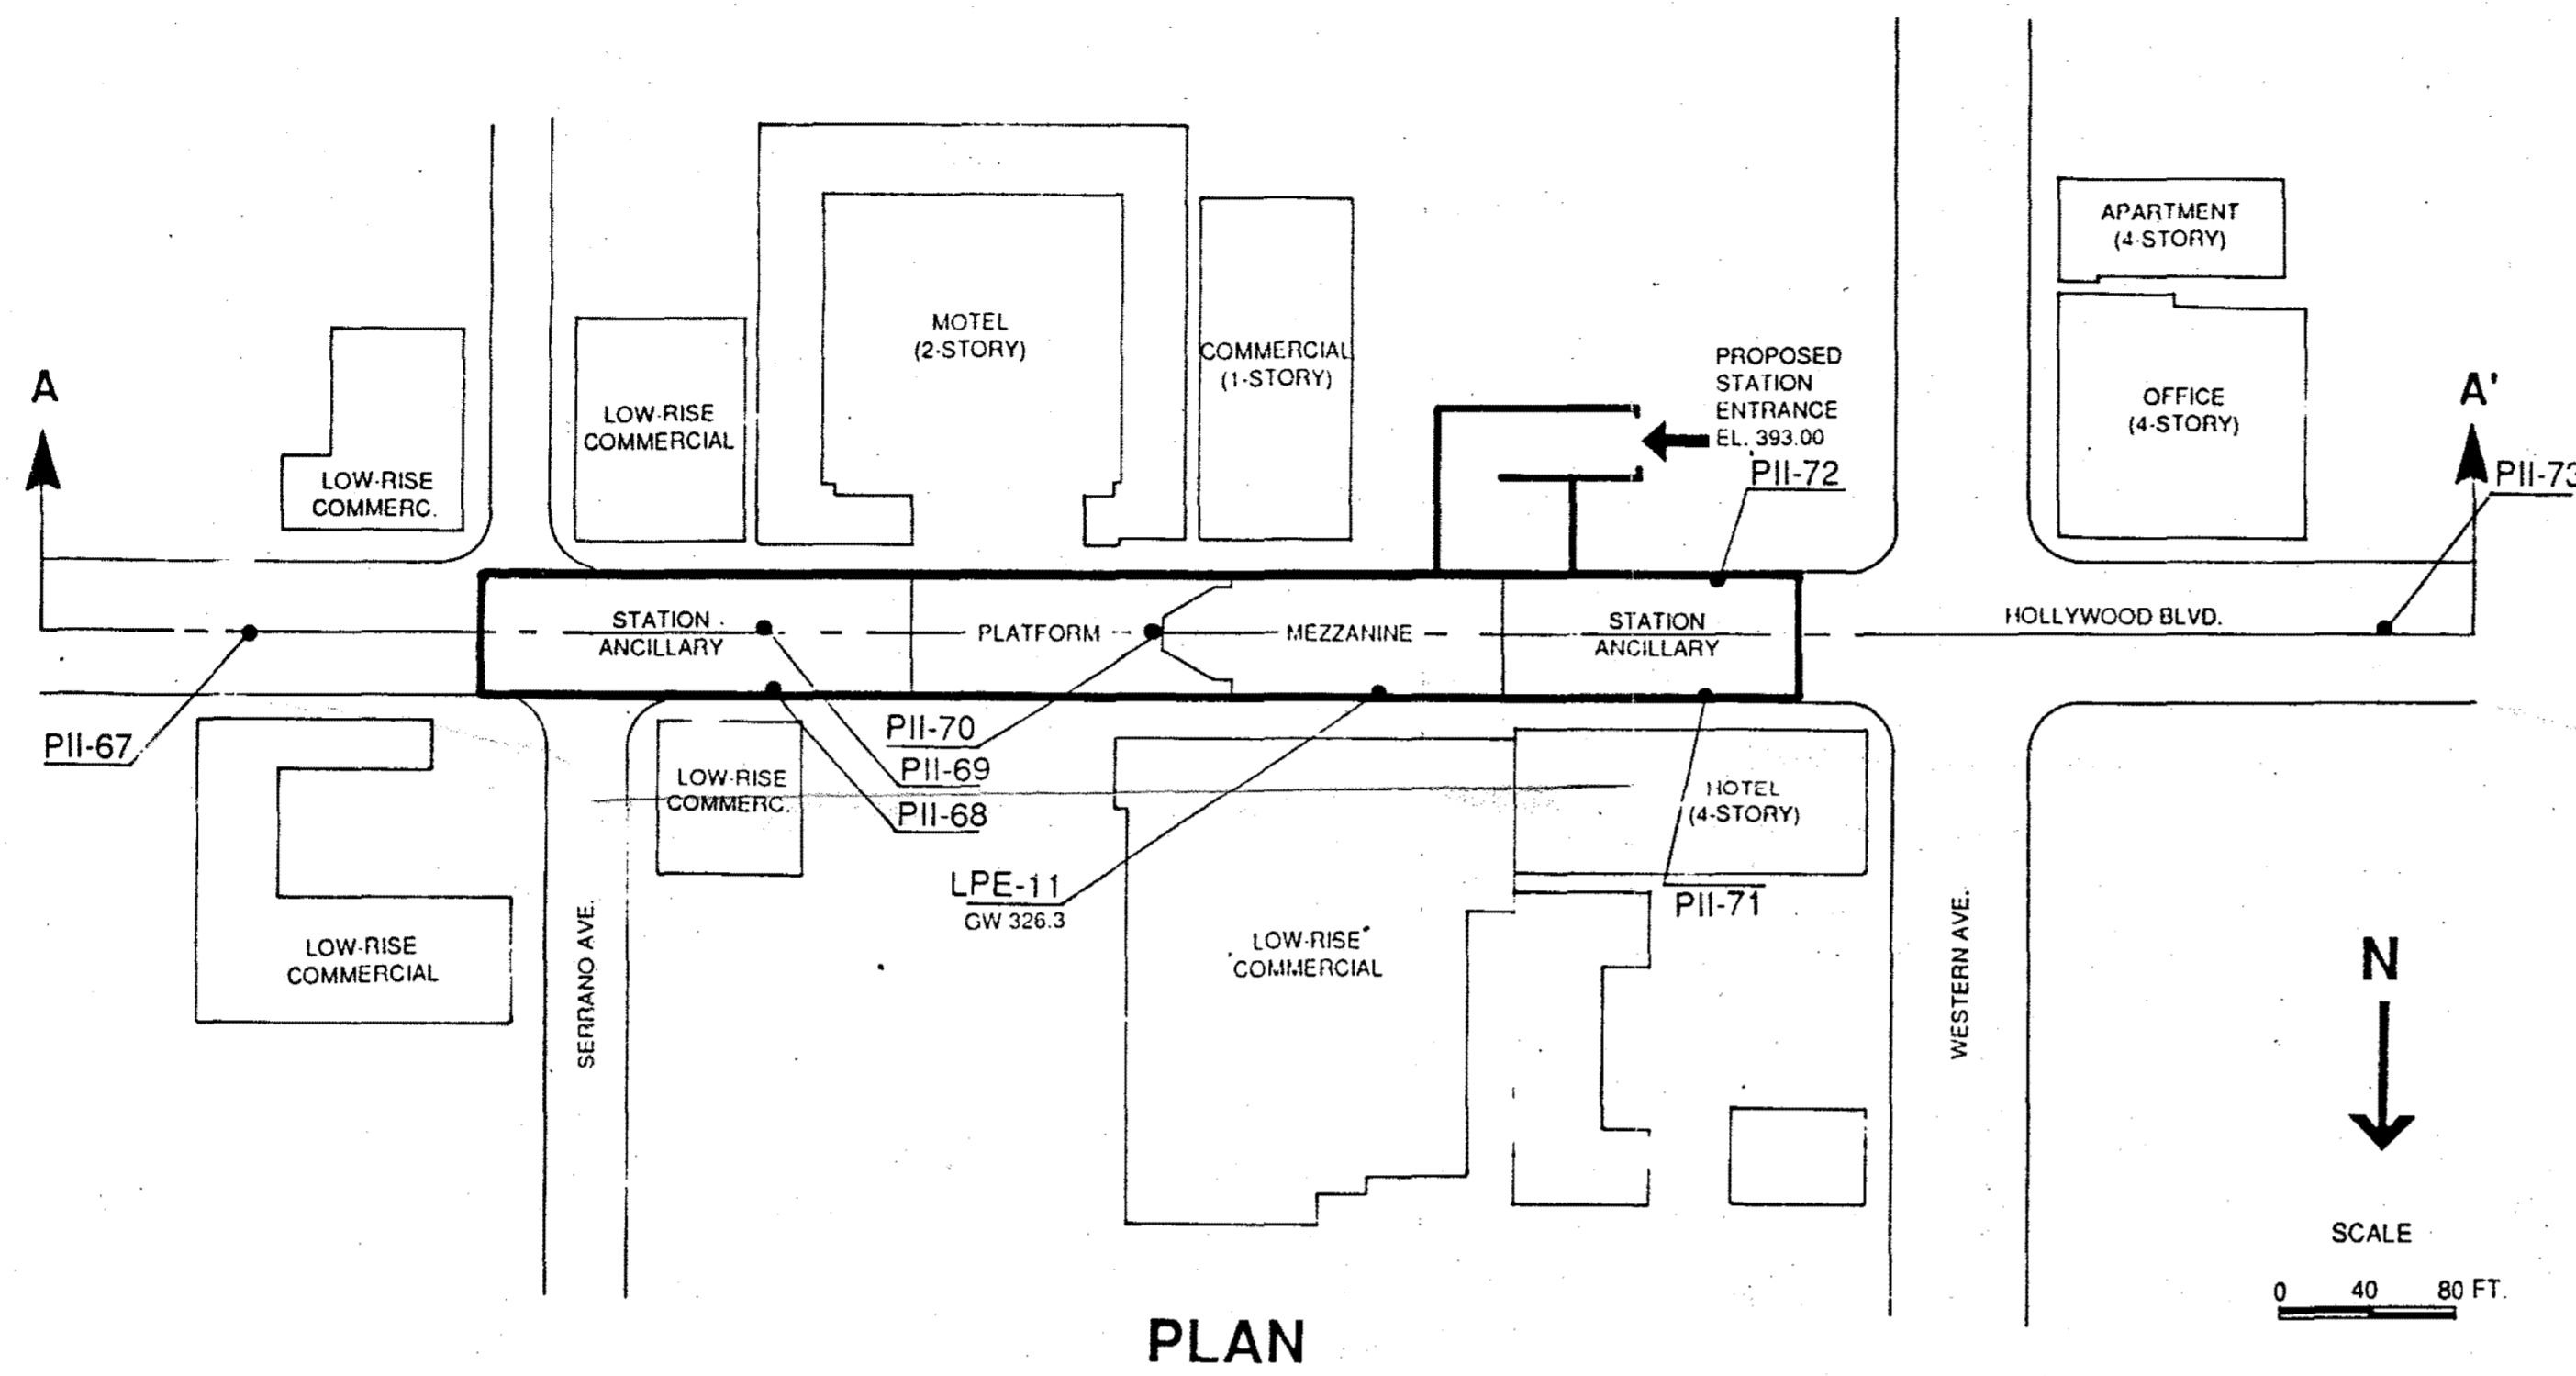 APARTMENT
(4-STORY)
MOTEL
(2-STORY)
COMMERCIAL
(1-STORY)
PROPOSED
STATION
ENTRANCE
EL. 393.00
PII-72
A
A'
OFFICE
(4-STORY)
LOW-RISE
COMMERCIAL
LOW-RISE
COMMERC.
PII-73
STATION
ANCILLARY
PLATFORM
MEZZANINE
STATION
ANCILLARY
HOLLYWOOD BLVD.
PII-67
PII-70
PII-69
PII-68
LOW-RISE
COMMERC.
HOTEL
(4-STORY)
LPE-11
GW 326.3
PII-71
LOW-RISE
COMMERCIAL
SERRANO AVE.
LOW-RISE
COMMERCIAL
WESTERN AVE.
N
SCALE
0 40 80 FT.
PLAN